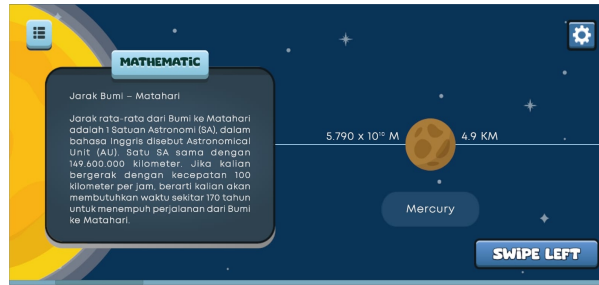 MATHEMATIC
Jarak Bumi – Matahari
Jarak rata-rata dari Bumi ke Matahari
adalah 1 Satuan Astronomi (SA), dalam
bahasa Inggris disebut Astronomical
Unit (AU). Satu SA sama dengan
149.600.000 kilometer. Jika kalian
bergerak dengan kecepatan 100
kilometer per jam, berarti kalian akan
membutuhkan waktu sekitar 170 tahun
untuk menempuh perjalanan dari Bumi
ke Matahari.
5.790 x 10¹⁰ M
4.9 KM
Mercury
SWIPE LEFT